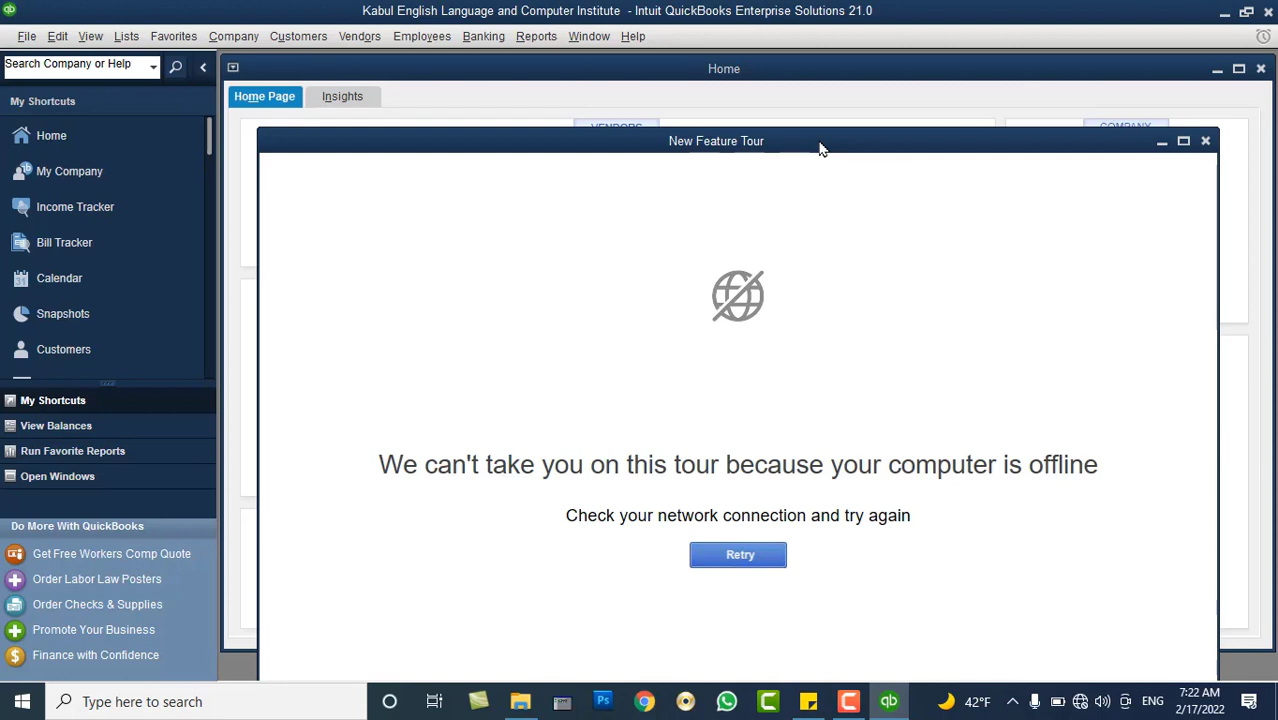 Kabul English Language and Computer Institute - Intuit QuickBooks Enterprise Solutions 21.0
File Edit View Lists Favorites Company Customers Vendors Employees Banking Reports Window Help
Search Company or Help
Home
My Shortcuts
Home Page Insights
VENDORS COMPANY
New Feature Tour
Home
My Company
Income Tracker
Bill Tracker
Calendar
Snapshots
Customers
My Shortcuts
View Balances
Run Favorite Reports
Open Windows
Do More With QuickBooks
Get Free Workers Comp Quote
Order Labor Law Posters
Order Checks & Supplies
Promote Your Business
Finance with Confidence
We can't take you on this tour because your computer is offline
Check your network connection and try again
Retry
Type here to search
Ps
qb
42°F
ENG
7:22 AM
2/17/2022